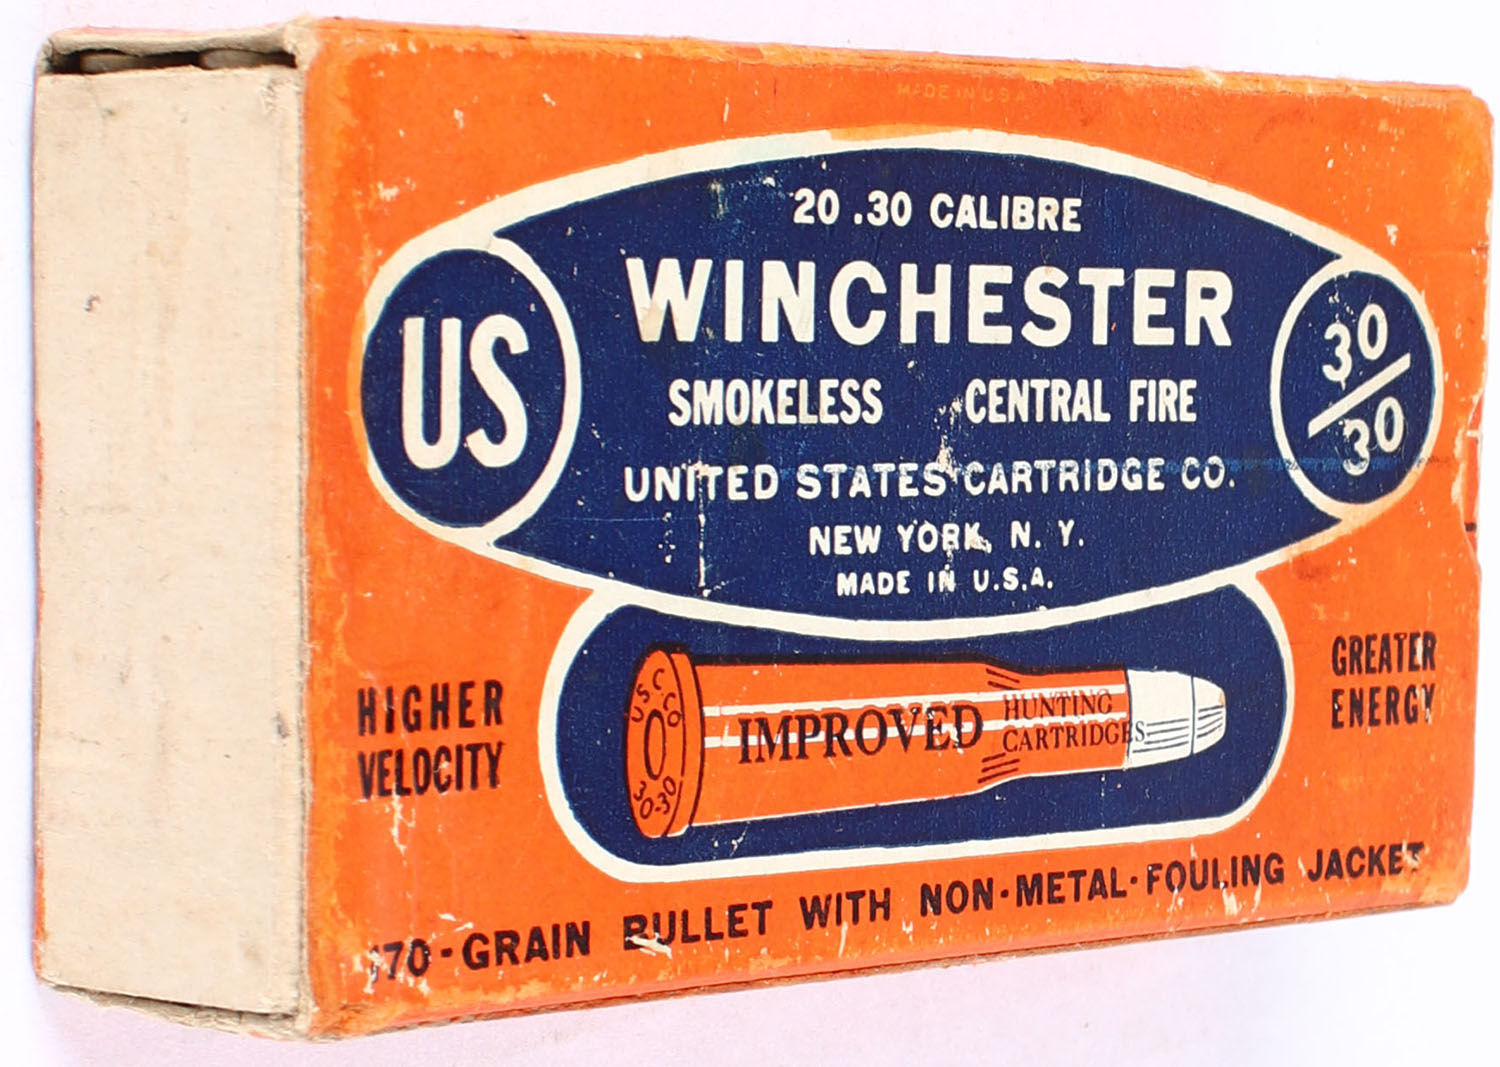 MADE IN U S A
20 .30 CALIBRE
WINCHESTER
US
30/30
SMOKELESS CENTRAL FIRE
UNITED STATES CARTRIDGE CO.
NEW YORK, N. Y.
MADE IN U.S.A.
HIGHER
VELOCITY
U.S.C.CO
30-30
IMPROVED
HUNTING
CARTRIDGES
GREATER
ENERGY
170-GRAIN BULLET WITH NON-METAL-FOULING JACKET